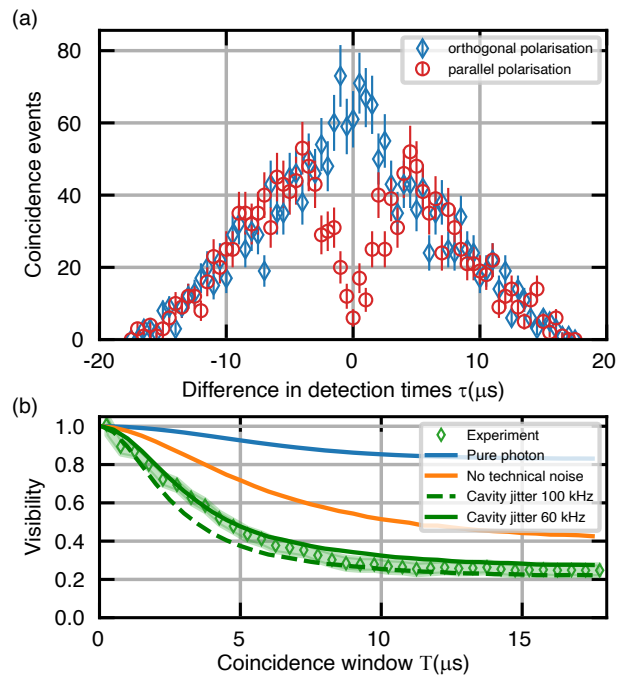 (a)
80
60
40
20
0
Coincidence events
orthogonal polarisation
parallel polarisation
-20
-10
0
10
20
Difference in detection times τ(μs)
(b)
1.0
0.8
0.6
0.4
0.2
0.0
Visibility
Experiment
Pure photon
No technical noise
Cavity jitter 100 kHz
Cavity jitter 60 kHz
0
5
10
15
Coincidence window T(μs)